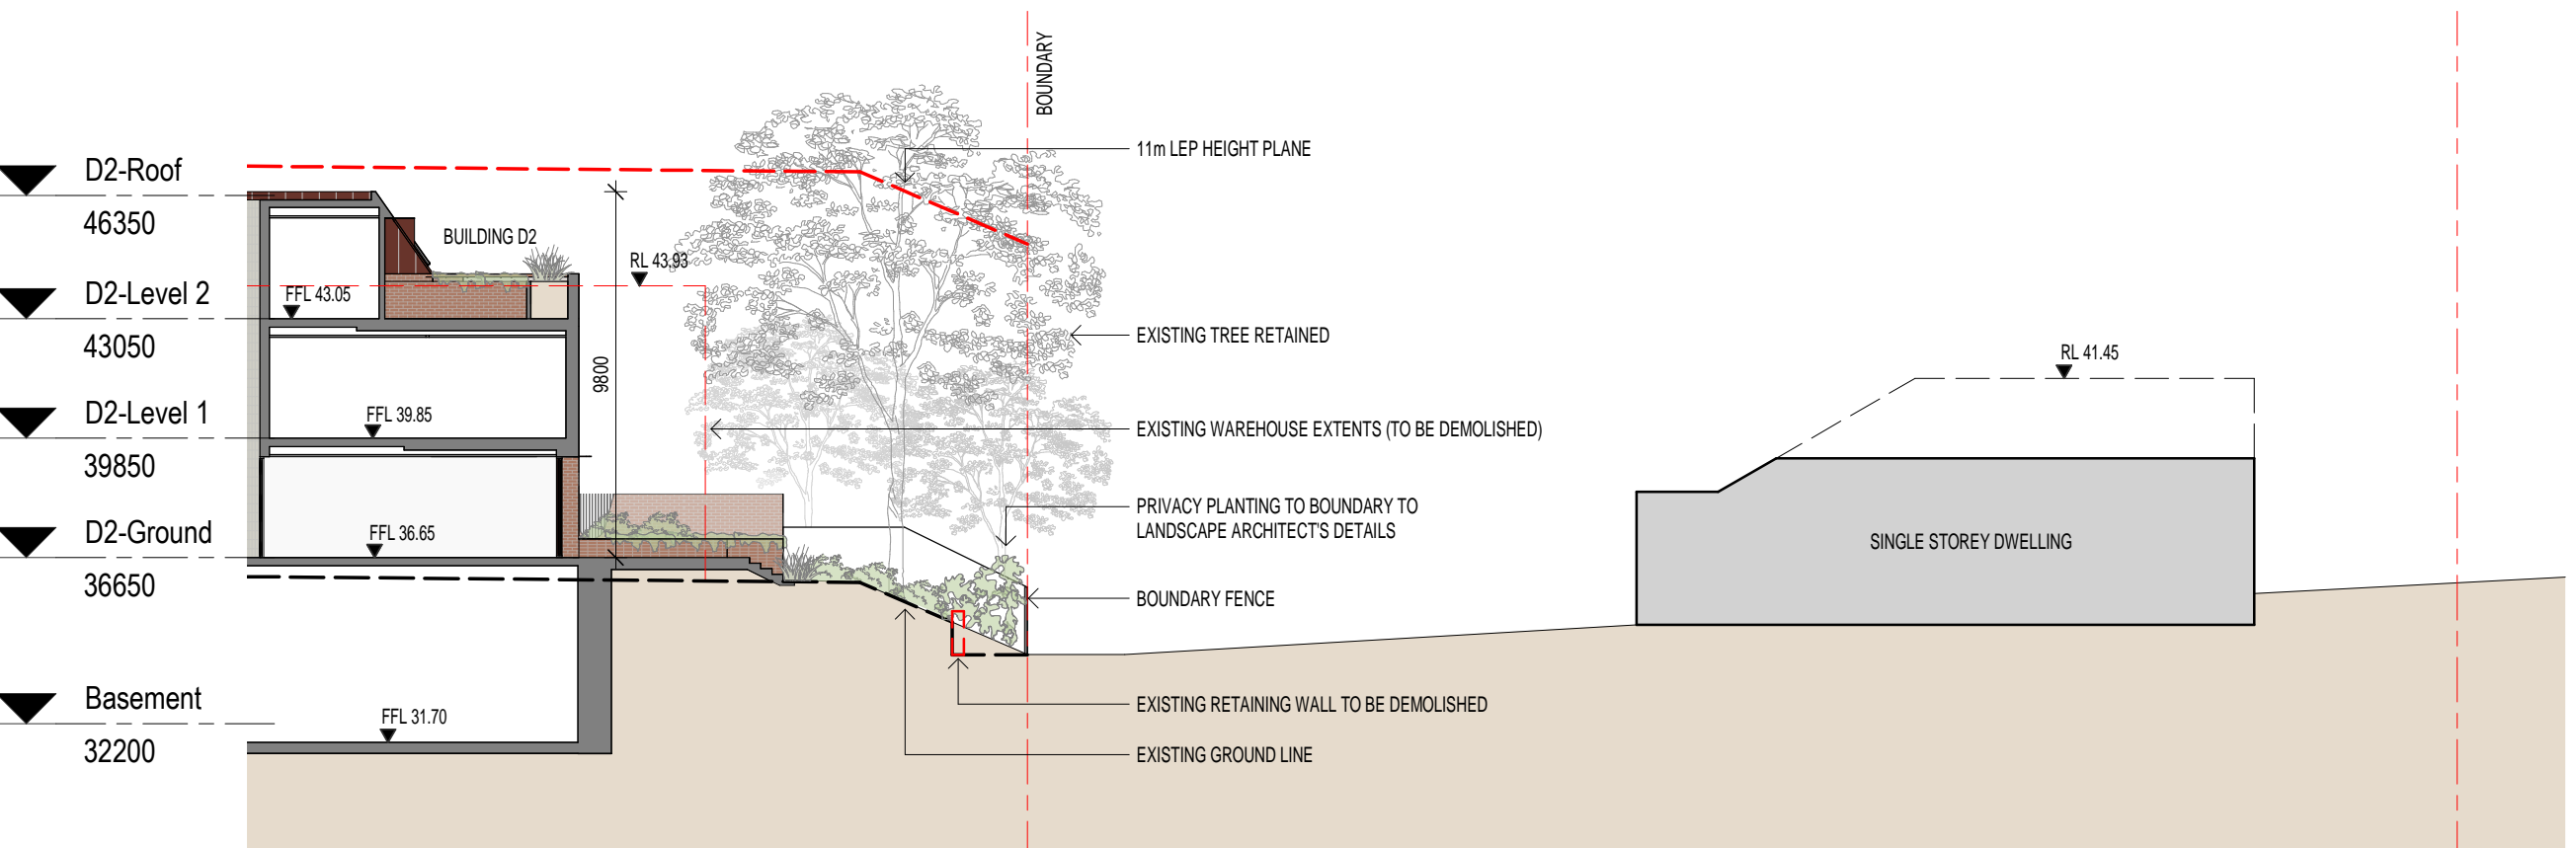 BOUNDARY
11m LEP HEIGHT PLANE
D2-Roof
46350
BUILDING D2
RL 43.93
D2-Level 2
FFL 43.05
43050
EXISTING TREE RETAINED
RL 41.45
9800
D2-Level 1
FFL 39.85
39850
EXISTING WAREHOUSE EXTENTS (TO BE DEMOLISHED)
PRIVACY PLANTING TO BOUNDARY TO
LANDSCAPE ARCHITECT'S DETAILS
D2-Ground
FFL 36.65
36650
SINGLE STOREY DWELLING
BOUNDARY FENCE
Basement
FFL 31.70
32200
EXISTING RETAINING WALL TO BE DEMOLISHED
EXISTING GROUND LINE